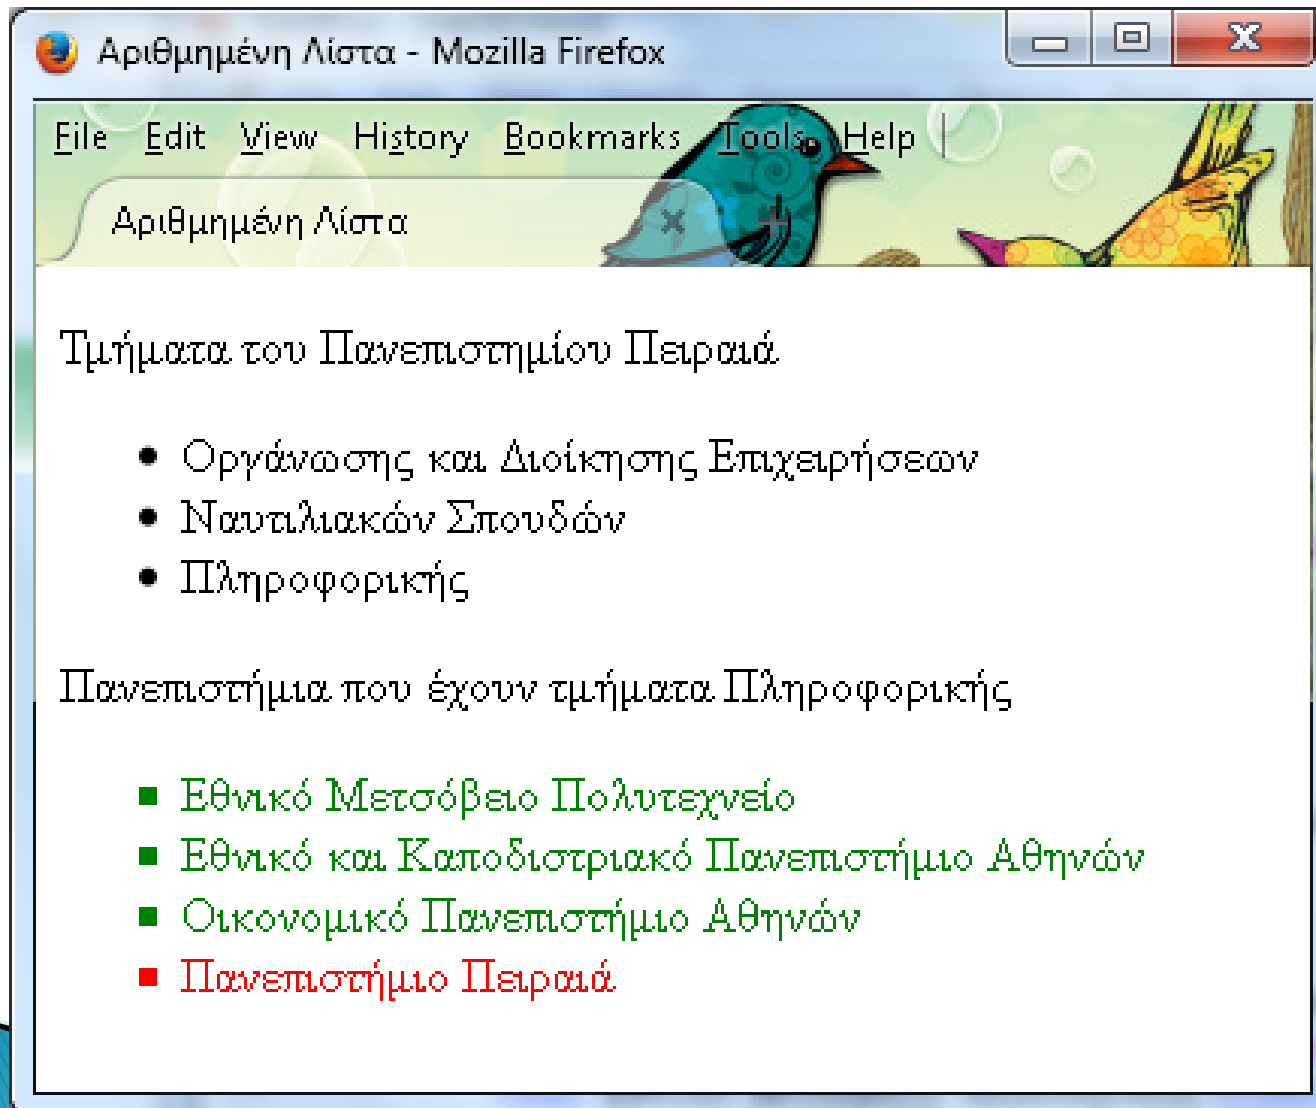 Αριθμημένη Λίστα - Mozilla Firefox
File Edit View History Bookmarks Tools Help
Αριθμημένη Λίστα
Τμήματα του Πανεπιστημίου Πειραιά
Οργάνωσης και Διοίκησης Επιχειρήσεων
Ναυτιλιακών Σπουδών
Πληροφορικής
Πανεπιστήμια που έχουν τμήματα Πληροφορικής
Εθνικό Μετσόβειο Πολυτεχνείο
Εθνικό και Καποδιστριακό Πανεπιστήμιο Αθηνών
Οικονομικό Πανεπιστήμιο Αθηνών
Πανεπιστήμιο Πειραιά